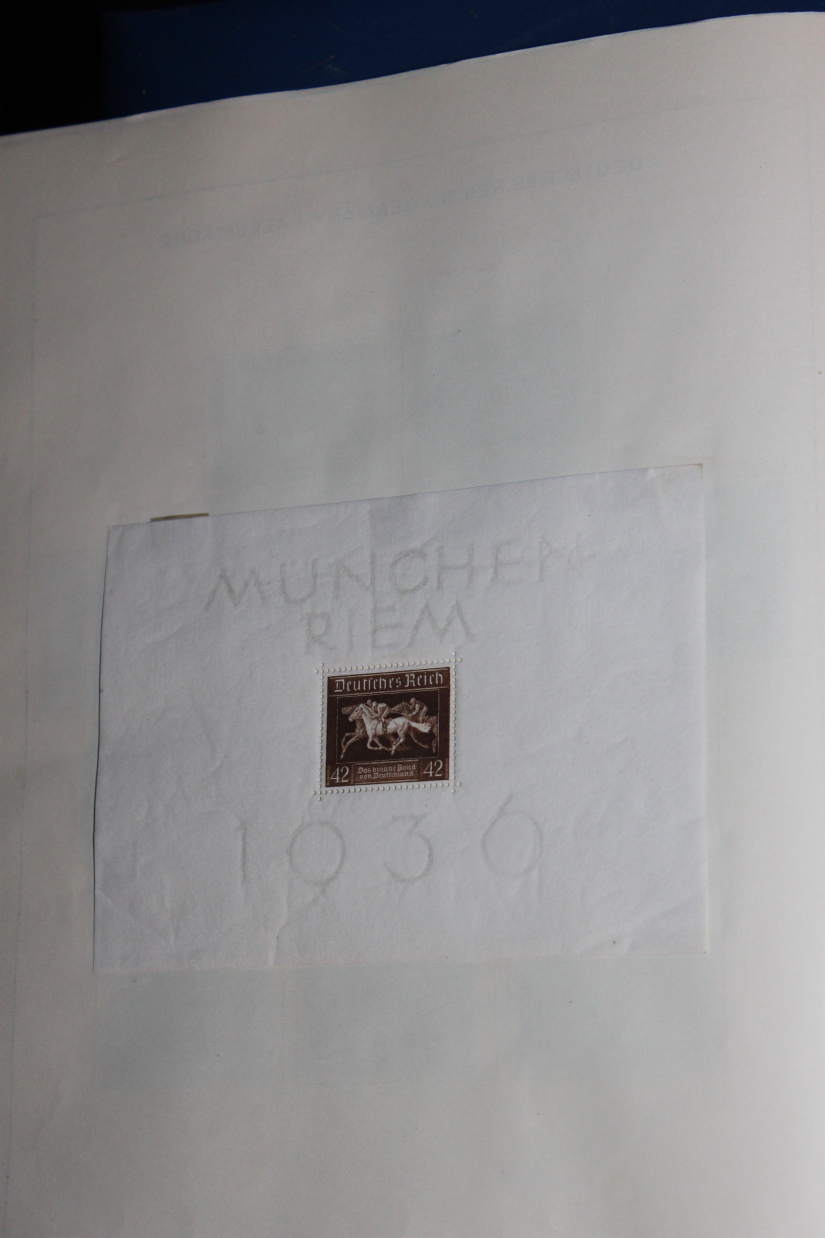 MÜNCHEN
RIEM
Deutsches Reich
42 Das braune Band 42
von Deutschland
1936